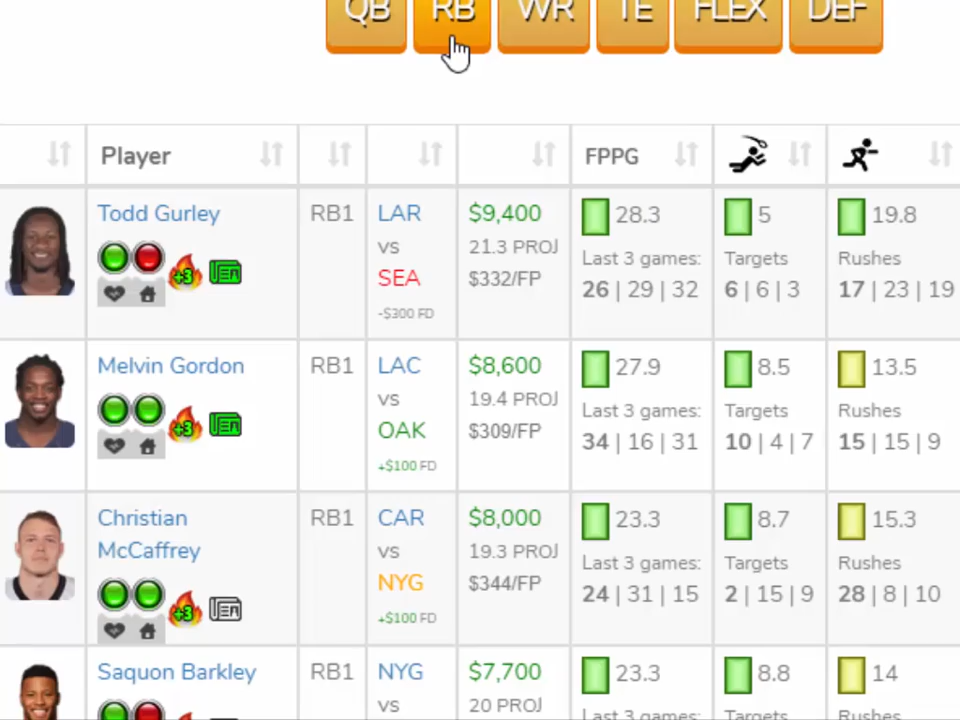 QB RB WR TE FLEX DEF
Player FPPG
Todd Gurley RB1 LAR $9,400 28.3 5 19.8
vs 21.3 PROJ Last 3 games: Targets Rushes
+3 SEA $332/FP 26 | 29 | 32 6 | 6 | 3 17 | 23 | 19
-$300 FD
Melvin Gordon RB1 LAC $8,600 27.9 8.5 13.5
vs 19.4 PROJ Last 3 games: Targets Rushes
+3 OAK $309/FP 34 | 16 | 31 10 | 4 | 7 15 | 15 | 9
+$100 FD
Christian RB1 CAR $8,000 23.3 8.7 15.3
McCaffrey vs 19.3 PROJ Last 3 games: Targets Rushes
+3 NYG $344/FP 24 | 31 | 15 2 | 15 | 9 28 | 8 | 10
+$100 FD
Saquon Barkley RB1 NYG $7,700 23.3 8.8 14
vs 20 PROJ Last 3 games: Targets Rushes